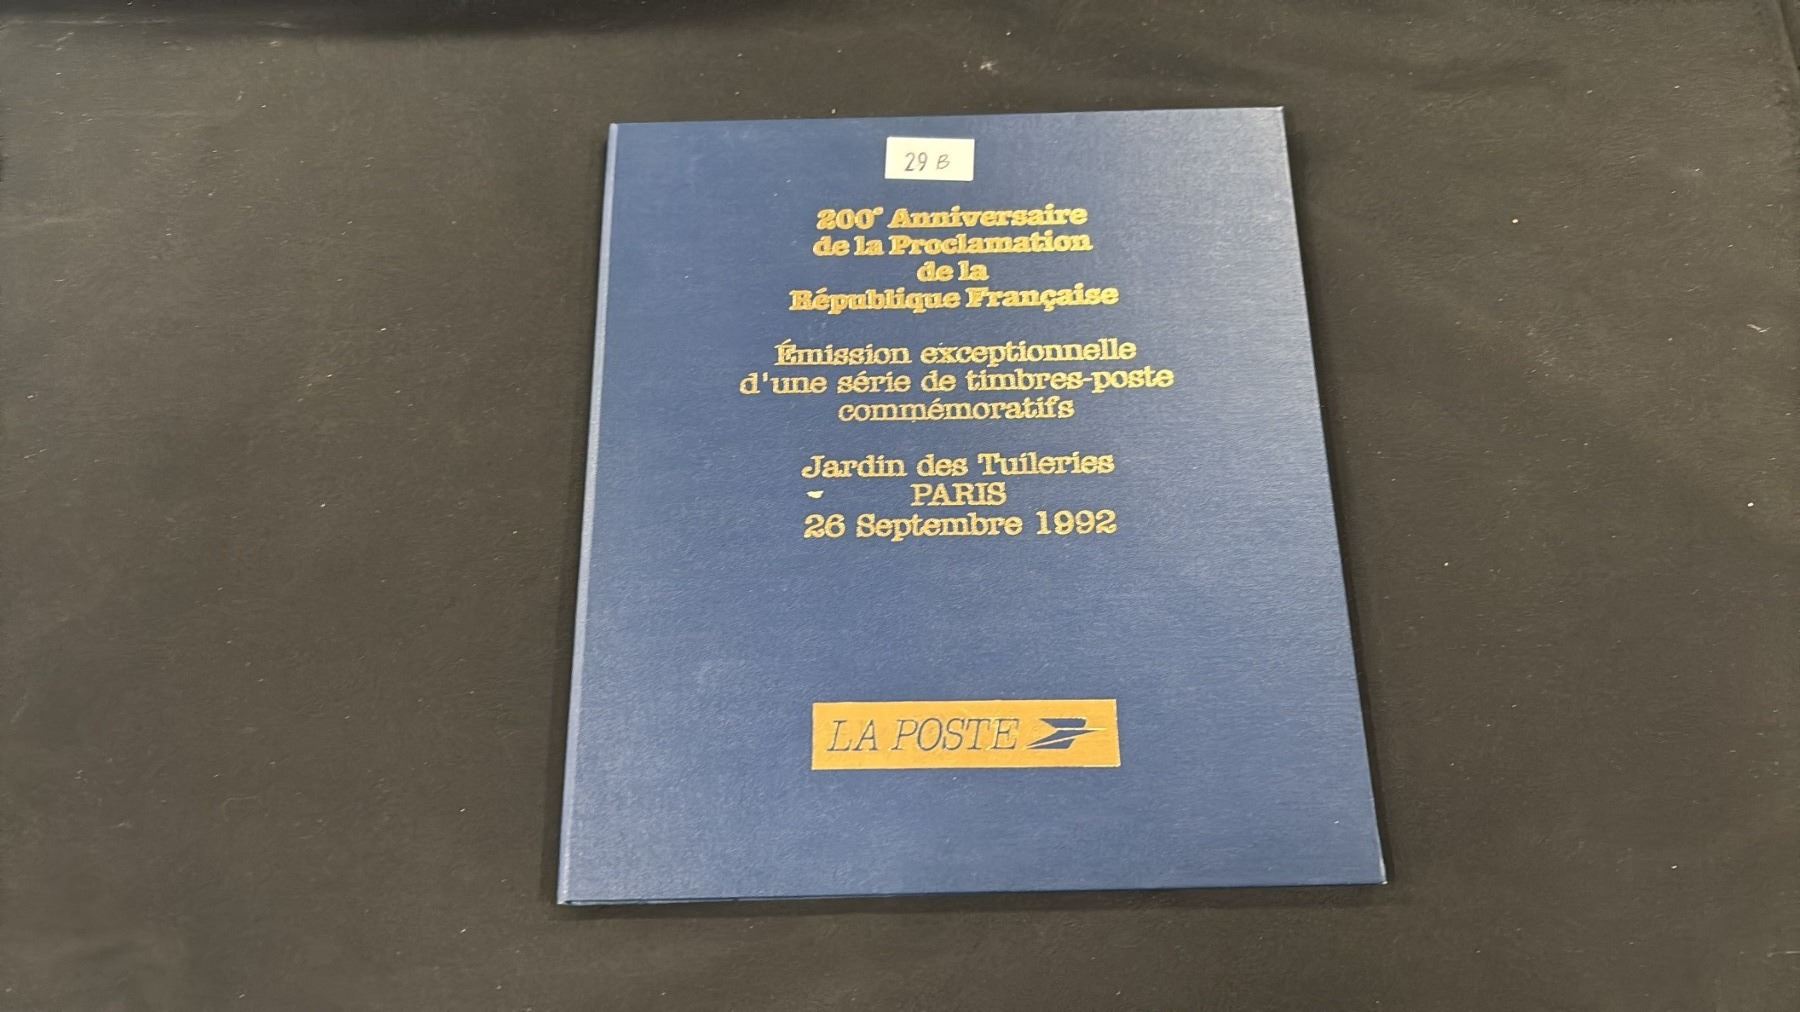 29 B
200e Anniversaire
de la Proclamation
de la
République Française
Émission exceptionnelle
d'une série de timbres-poste
commémoratifs
Jardin des Tuileries
PARIS
26 Septembre 1992
LA POSTE